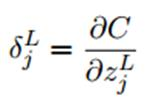 δ_j^L = ∂C / ∂z_j^L